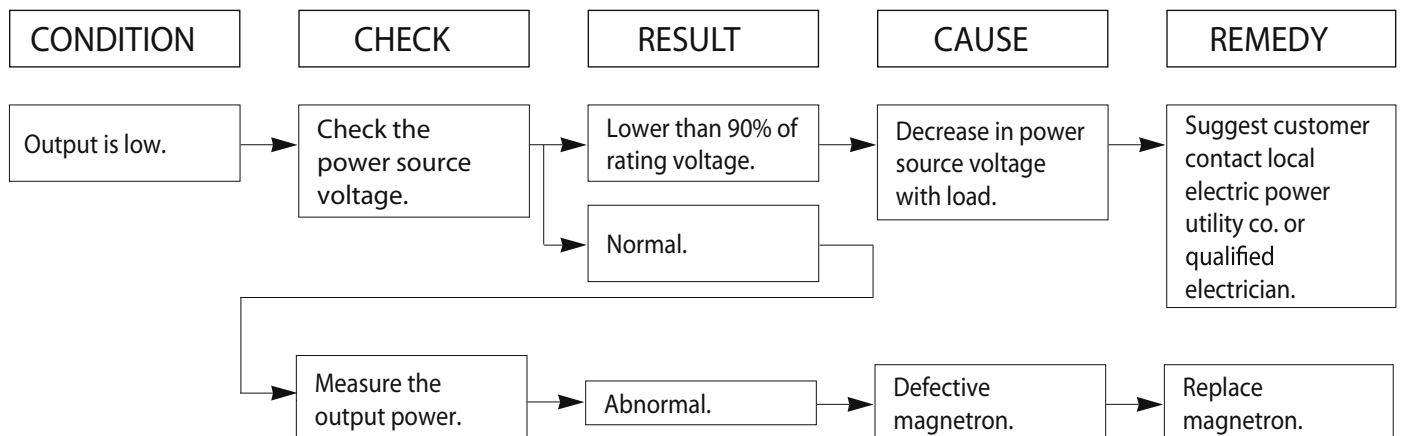 CONDITION
CHECK
RESULT
CAUSE
REMEDY
Output is low.
Check the
power source
voltage.
Lower than 90% of
rating voltage.
Decrease in power
source voltage
with load.
Suggest customer
contact local
electric power
utility co. or
qualified
electrician.
Normal.
Measure the
output power.
Abnormal.
Defective
magnetron.
Replace
magnetron.